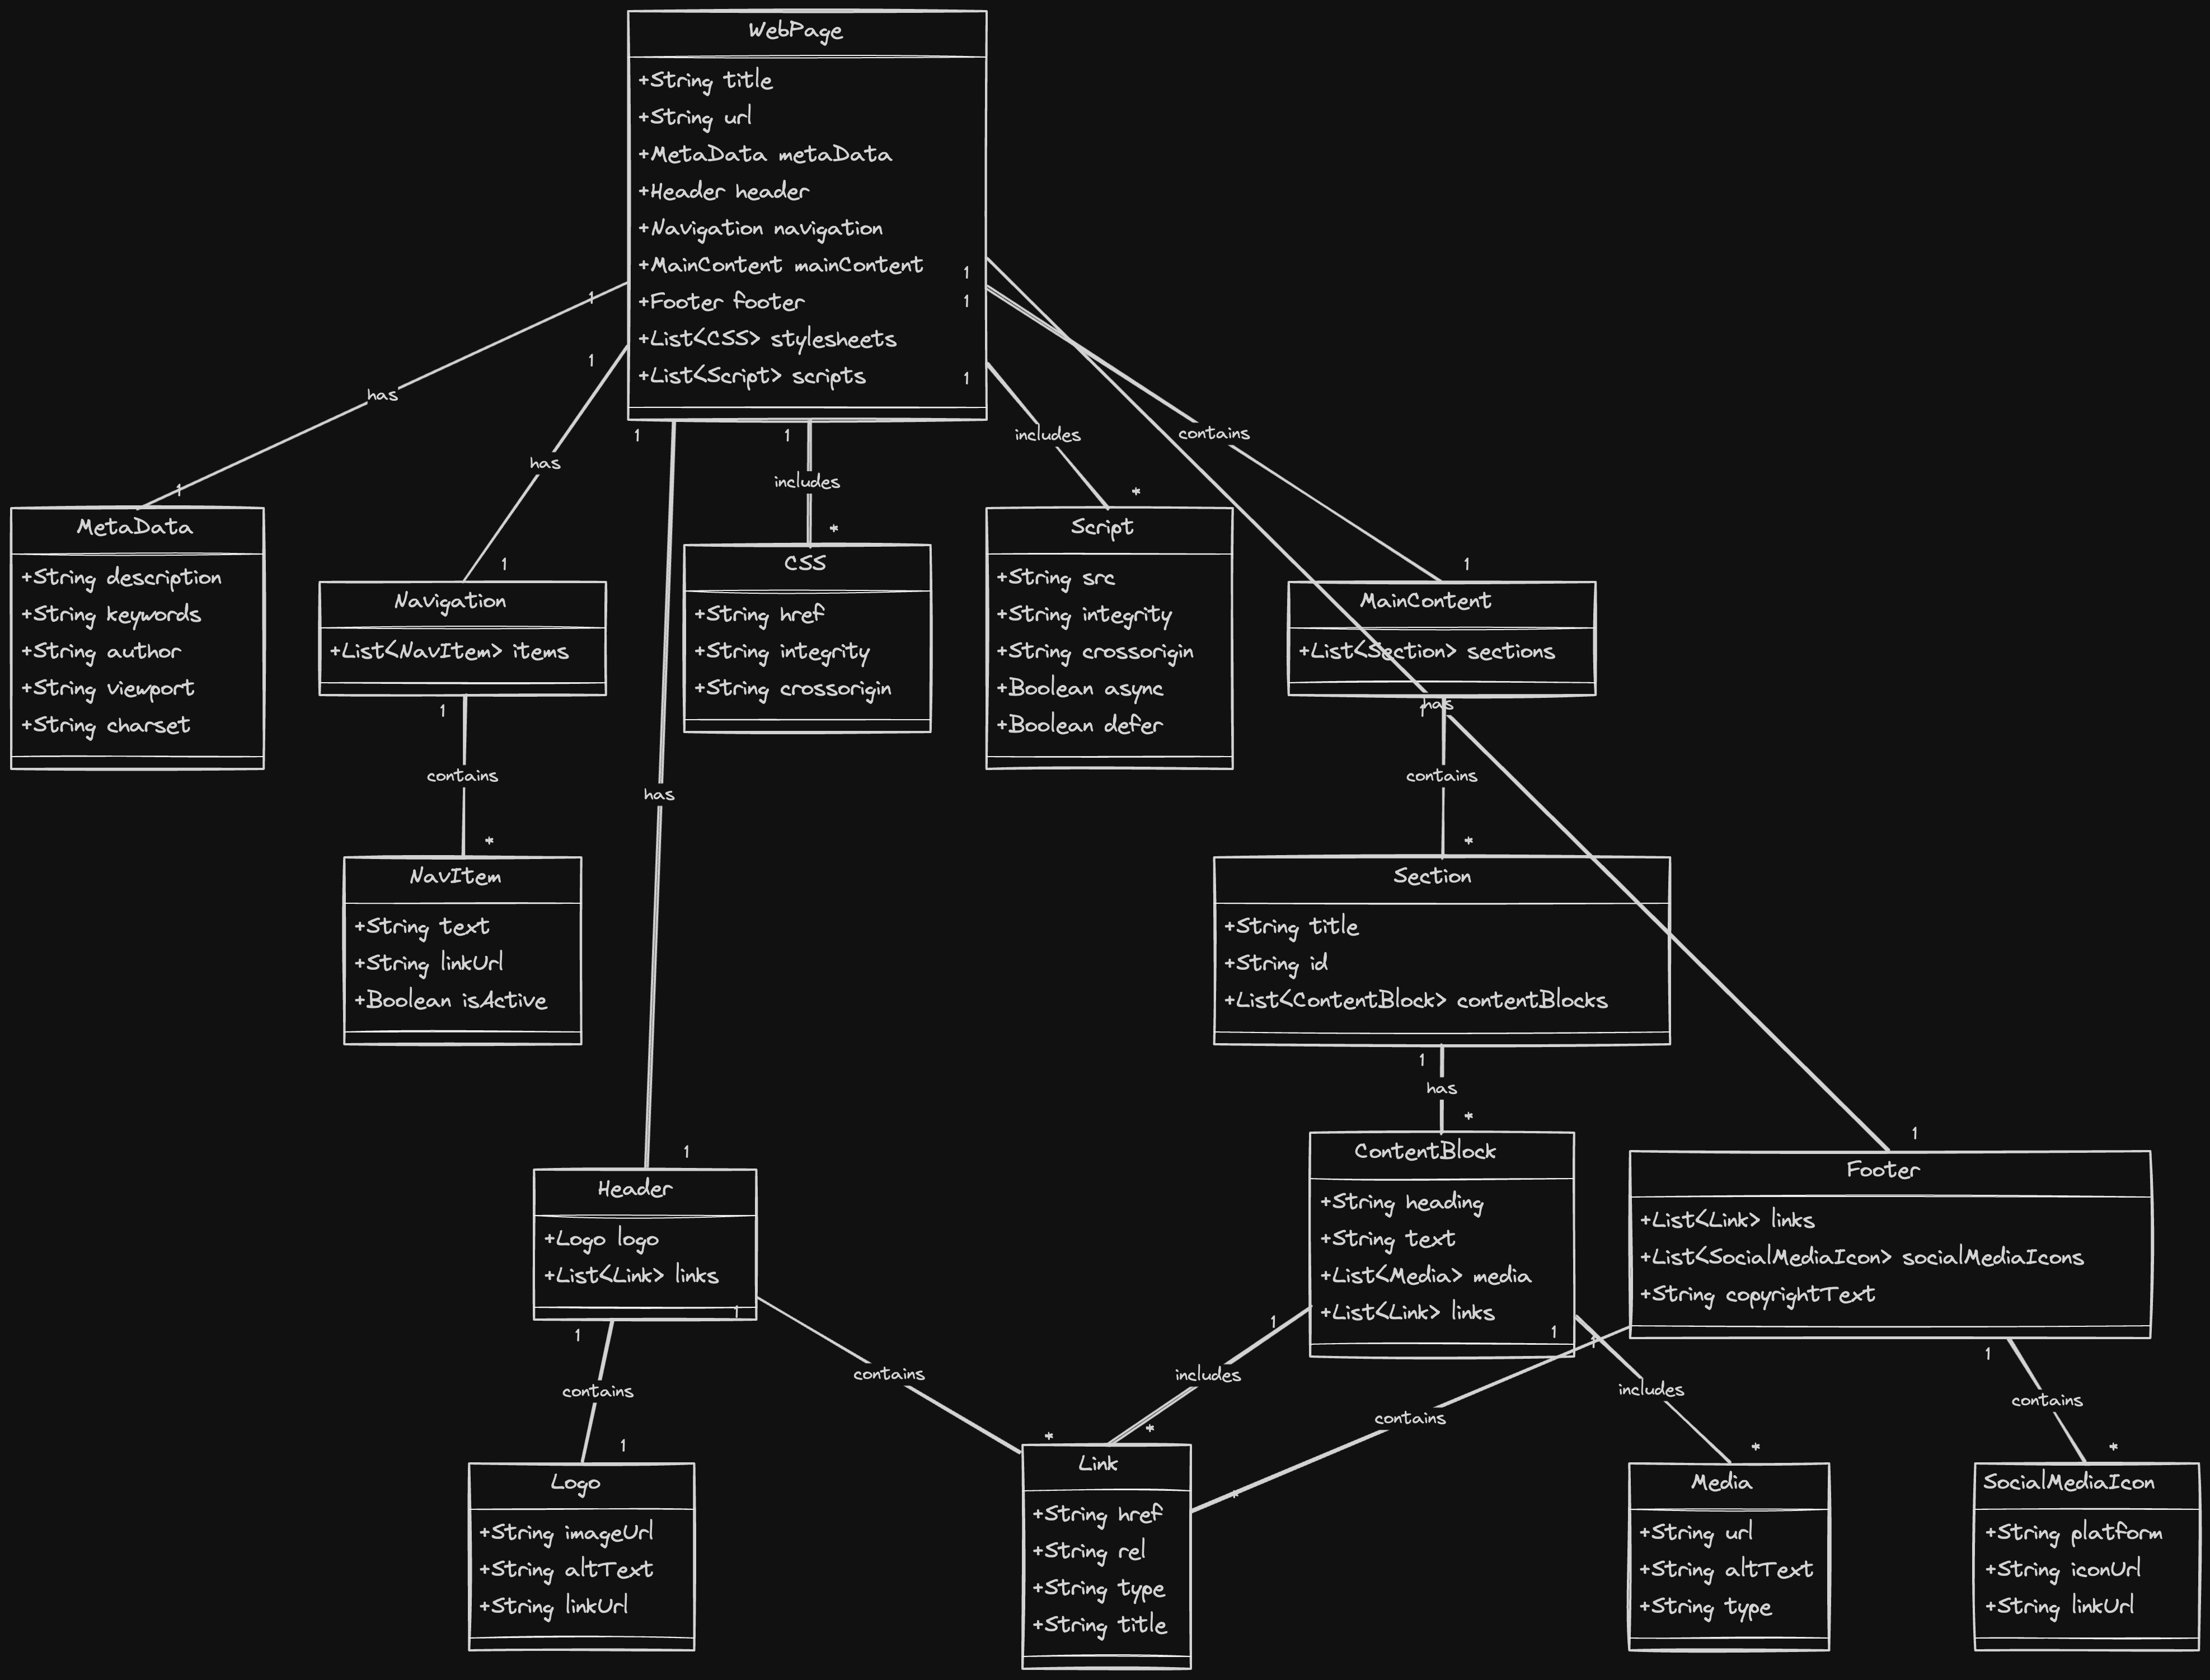 WebPage
+String title
+String url
+MetaData metaData
+Header header
+Navigation navigation
+MainContent mainContent
+Footer footer
+List<CSS> stylesheets
+List<Script> scripts
1
1
1
1
1
1
1
has
has
includes
includes
contains
1
MetaData
+String description
+String keywords
+String author
+String viewport
+String charset
1
Navigation
+List<NavItem> items
*
CSS
+String href
+String integrity
+String crossorigin
*
Script
+String src
+String integrity
+String crossorigin
+Boolean async
+Boolean defer
1
MainContent
+List<Section> sections
1
contains
has
has
1
contains
*
NavItem
+String text
+String linkUrl
+Boolean isActive
*
Section
+String title
+String id
+List<ContentBlock> contentBlocks
1
has
*
1
Header
+Logo logo
+List<Link> links
1
1
ContentBlock
+String heading
+String text
+List<Media> media
+List<Link> links
1
1
1
Footer
+List<Link> links
+List<SocialMediaIcon> socialMediaIcons
+String copyrightText
1
1
contains
contains
includes
contains
includes
contains
1
Logo
+String imageUrl
+String altText
+String linkUrl
*
*
*
Link
+String href
+String rel
+String type
+String title
*
Media
+String url
+String altText
+String type
*
SocialMediaIcon
+String platform
+String iconUrl
+String linkUrl